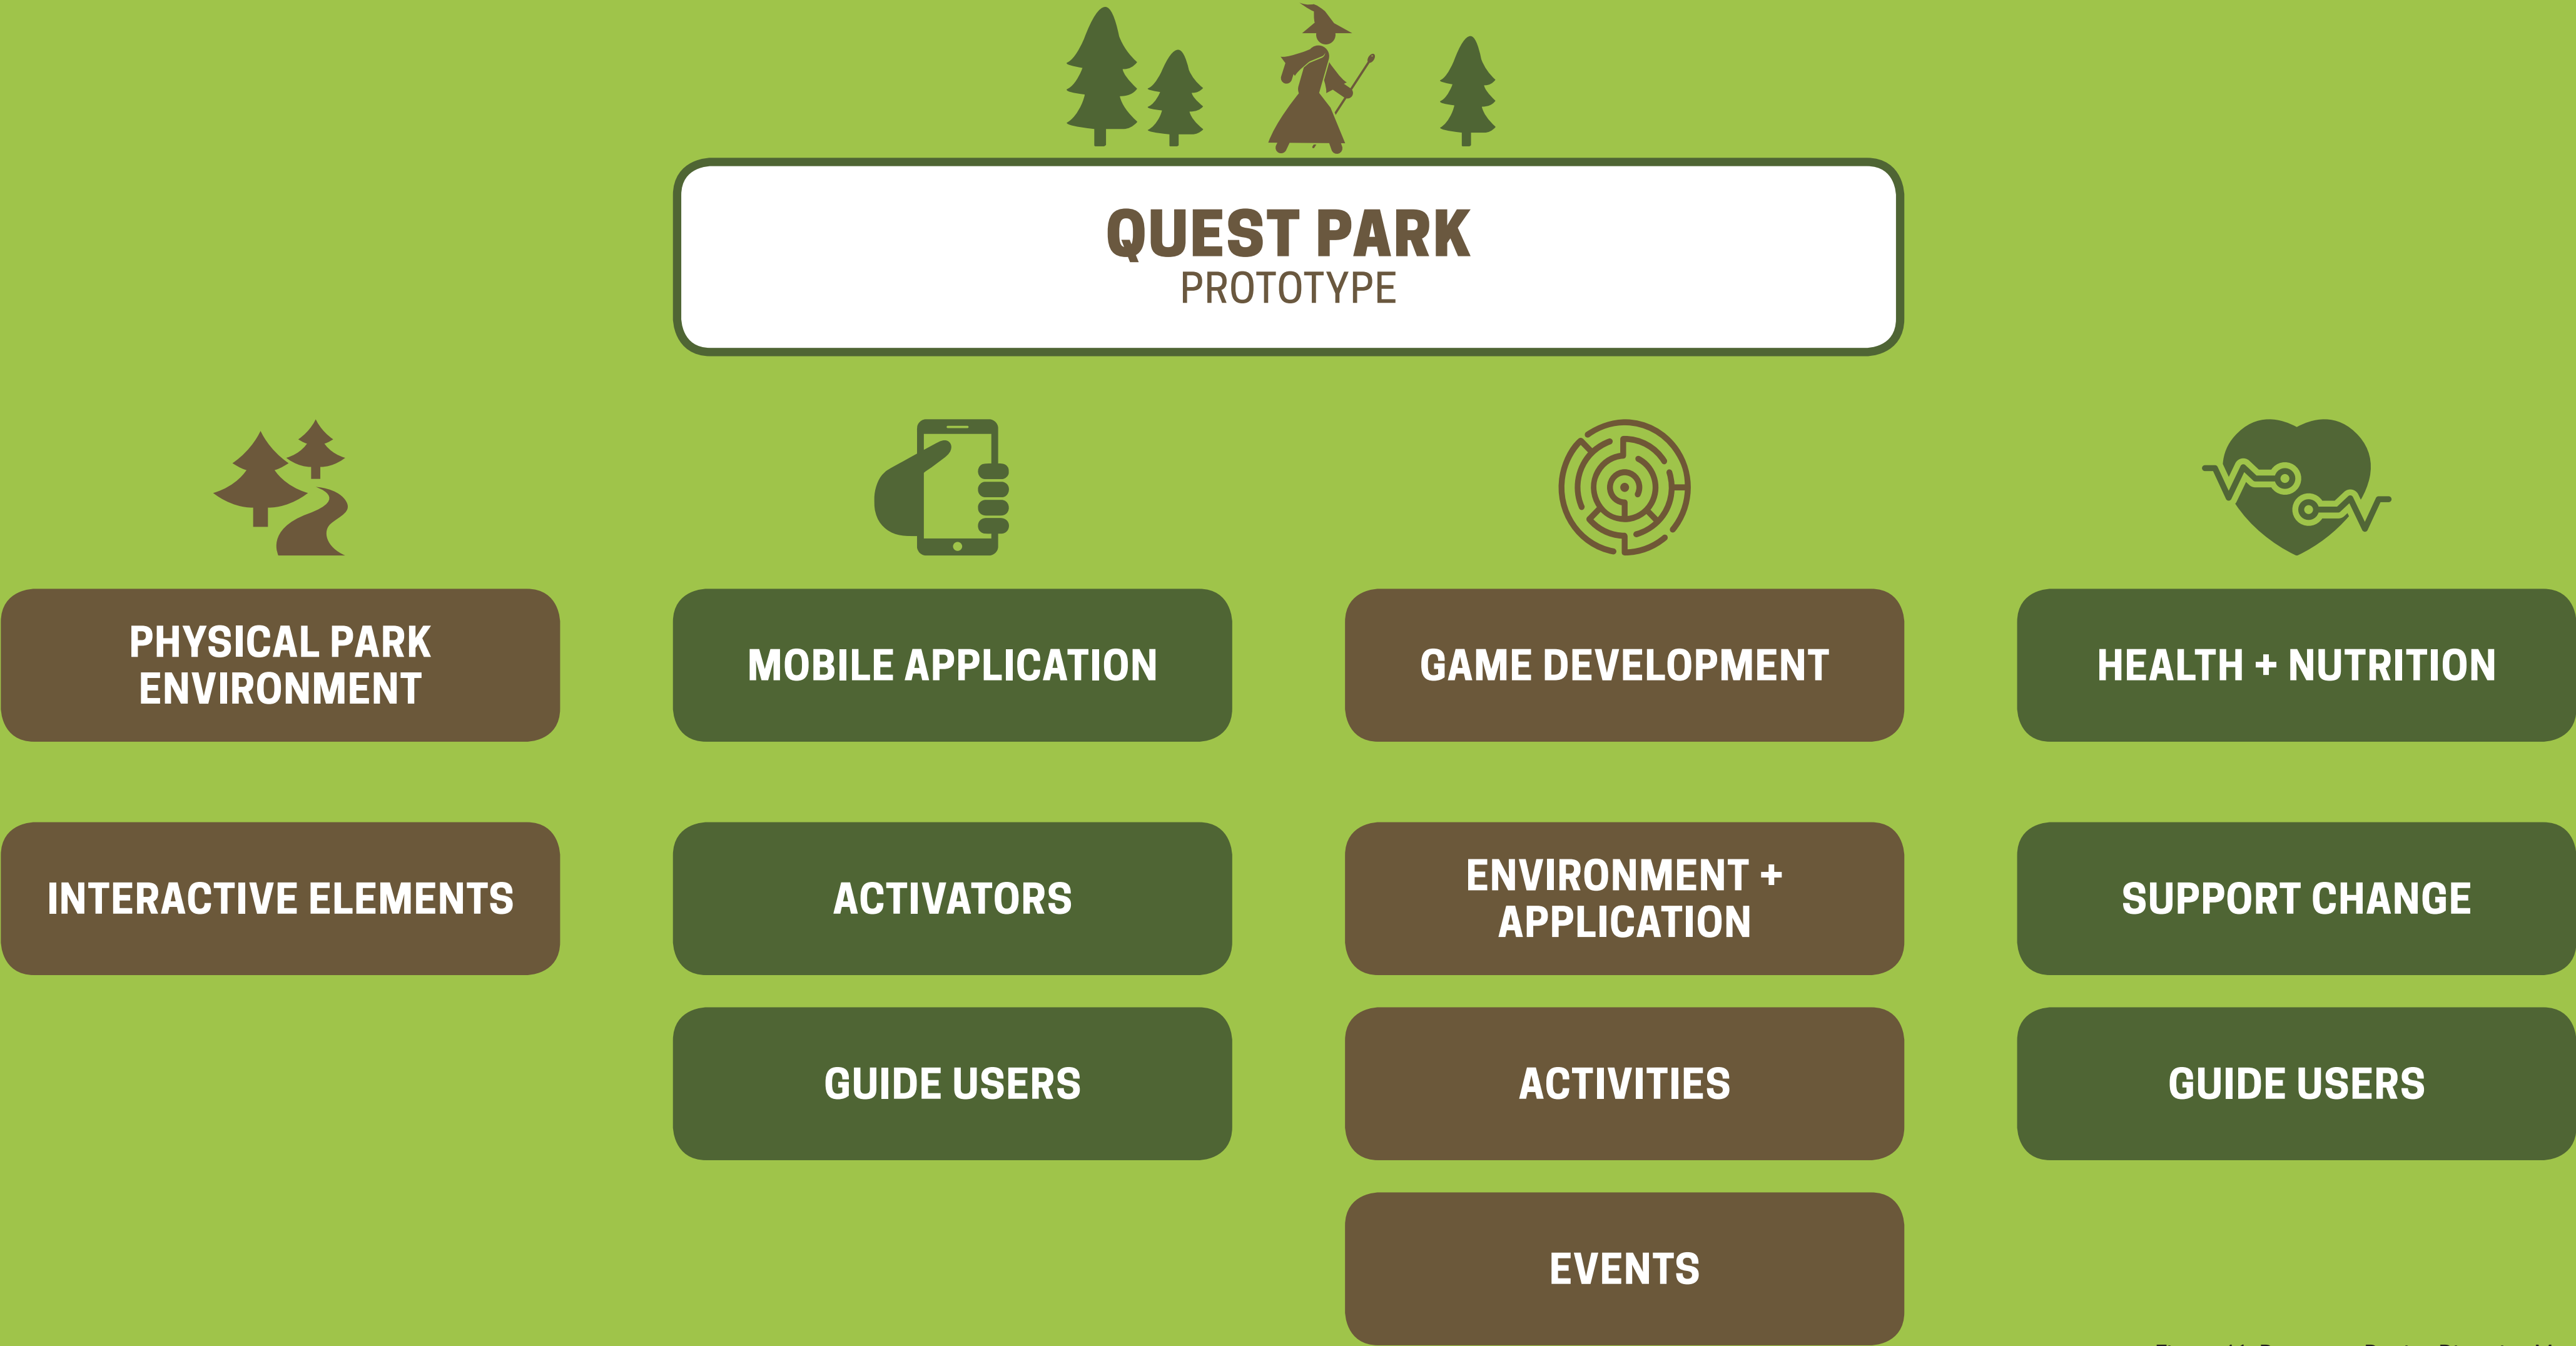 QUEST PARK
PROTOTYPE
PHYSICAL PARK
ENVIRONMENT
MOBILE APPLICATION
GAME DEVELOPMENT
HEALTH + NUTRITION
INTERACTIVE ELEMENTS
ACTIVATORS
ENVIRONMENT +
APPLICATION
SUPPORT CHANGE
GUIDE USERS
ACTIVITIES
GUIDE USERS
EVENTS